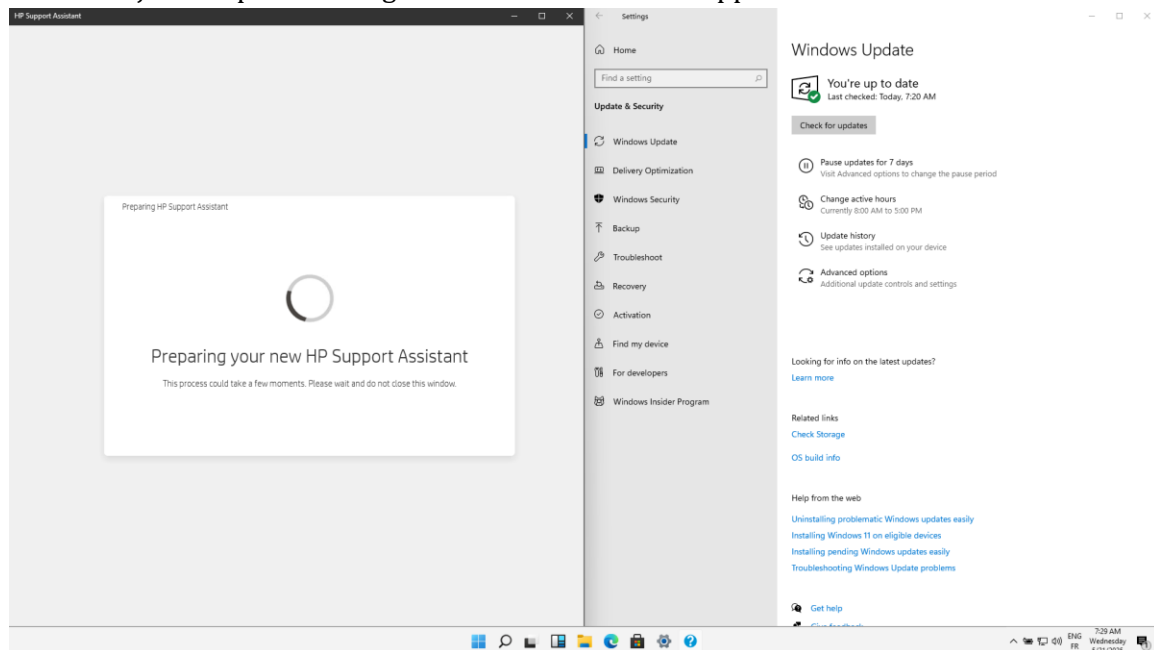 HP Support Assistant
Preparing HP Support Assistant
Preparing your new HP Support Assistant
This process could take a few moments. Please wait and do not close this window.
Settings
Home
Find a setting
Update & Security
Windows Update
Delivery Optimization
Windows Security
Backup
Troubleshoot
Recovery
Activation
Find my device
For developers
Windows Insider Program
Windows Update
You're up to date
Last checked: Today, 7:20 AM
Check for updates
Pause updates for 7 days
Visit Advanced options to change the pause period
Change active hours
Currently 8:00 AM to 5:00 PM
Update history
See updates installed on your device
Advanced options
Additional update controls and settings
Looking for info on the latest updates?
Learn more
Related links
Check Storage
OS build info
Help from the web
Uninstalling problematic Windows updates easily
Installing Windows 11 on eligible devices
Installing pending Windows updates easily
Troubleshooting Windows Update problems
Get help
ENG
FR
7:29 AM
Wednesday